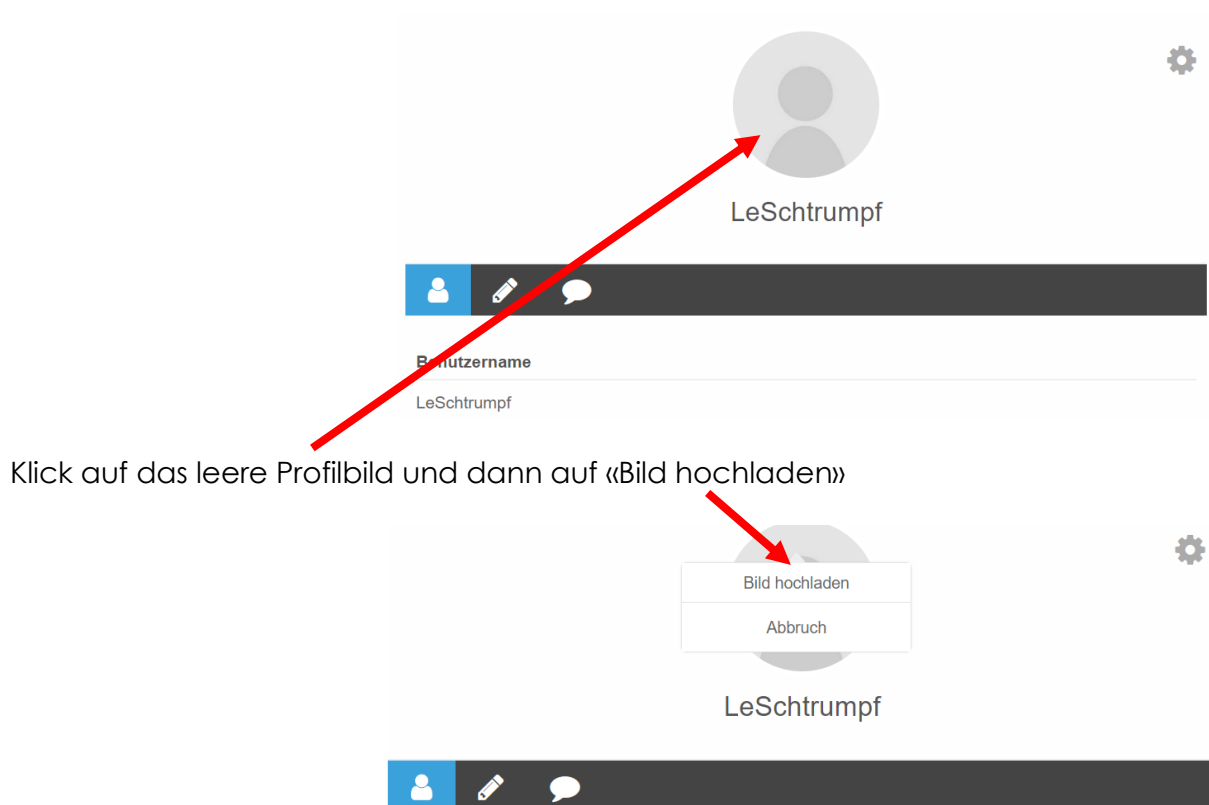 LeSchtrumpf
Benutzername
LeSchtrumpf
Klick auf das leere Profilbild und dann auf «Bild hochladen»
Bild hochladen
Abbruch
LeSchtrumpf